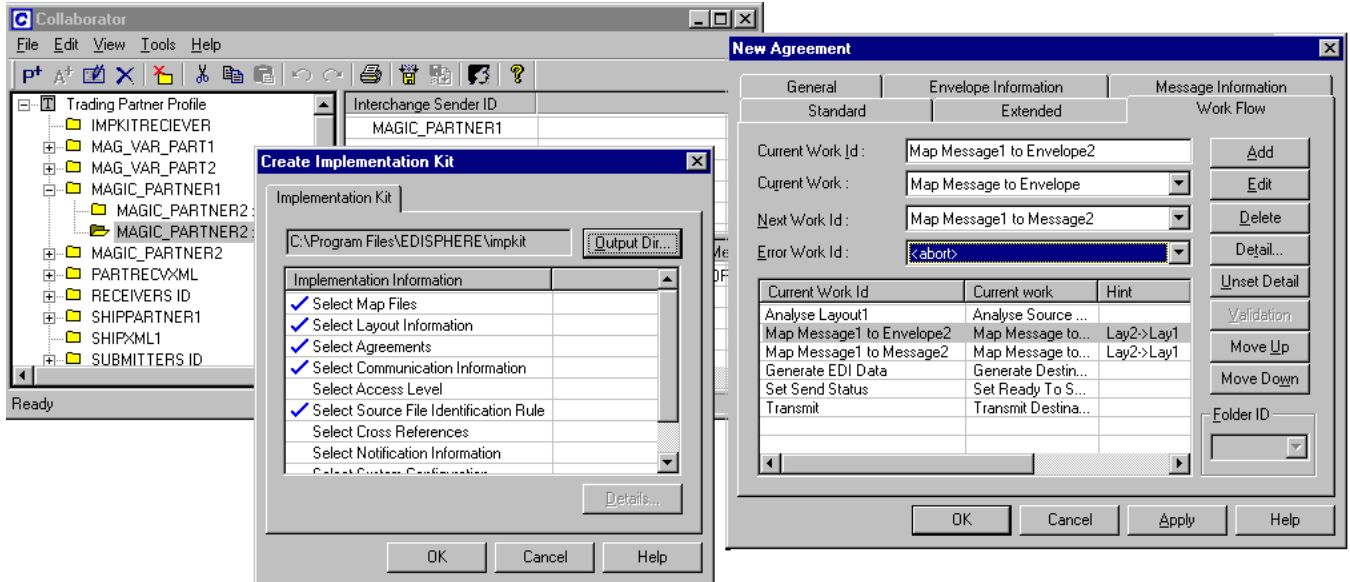 Collaborator
File Edit View Tools Help
Trading Partner Profile
IMPKITRECIEVER
MAG_VAR_PART1
MAG_VAR_PART2
MAGIC_PARTNER1
MAGIC_PARTNER2 :
MAGIC_PARTNER2 :
MAGIC_PARTNER2
PARTRECVXML
RECEIVERS ID
SHIPPARTNER1
SHIPXML1
SUBMITTERS ID
Ready
Interchange Sender ID
MAGIC_PARTNER1
Create Implementation Kit
Implementation Kit
C:\Program Files\EDISPHERE\impkit
Output Dir...
Implementation Information
Select Map Files
Select Layout Information
Select Agreements
Select Communication Information
Select Access Level
Select Source File Identification Rule
Select Cross References
Select Notification Information
Select System Configuration
Details...
OK Cancel Help
New Agreement
General Envelope Information Message Information
Standard Extended Work Flow
Current Work Id : Map Message1 to Envelope2
Current Work : Map Message to Envelope
Next Work Id : Map Message1 to Message2
Error Work Id : <abort>
Add
Edit
Delete
Detail...
Unset Detail
Validation
Move Up
Move Down
Folder ID
Current Work Id Current work Hint
Analyse Layout1 Analyse Source ...
Map Message1 to Envelope2 Map Message to... Lay2->Lay1
Map Message1 to Message2 Map Message to... Lay2->Lay1
Generate EDI Data Generate Destin...
Set Send Status Set Ready To S...
Transmit Transmit Destina...
OK Cancel Apply Help